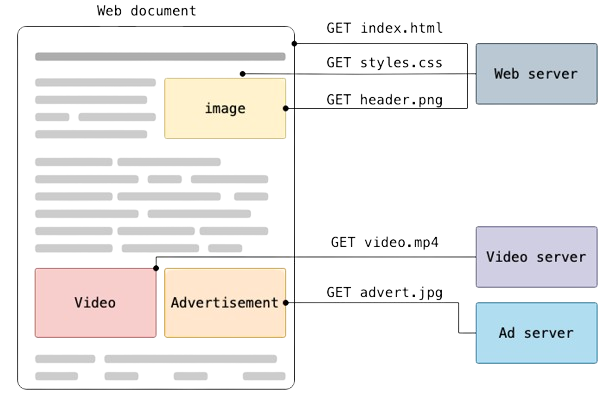 Web document
GET index.html
GET styles.css
Web server
image
GET header.png
GET video.mp4
Video server
Video
Advertisement
GET advert.jpg
Ad server